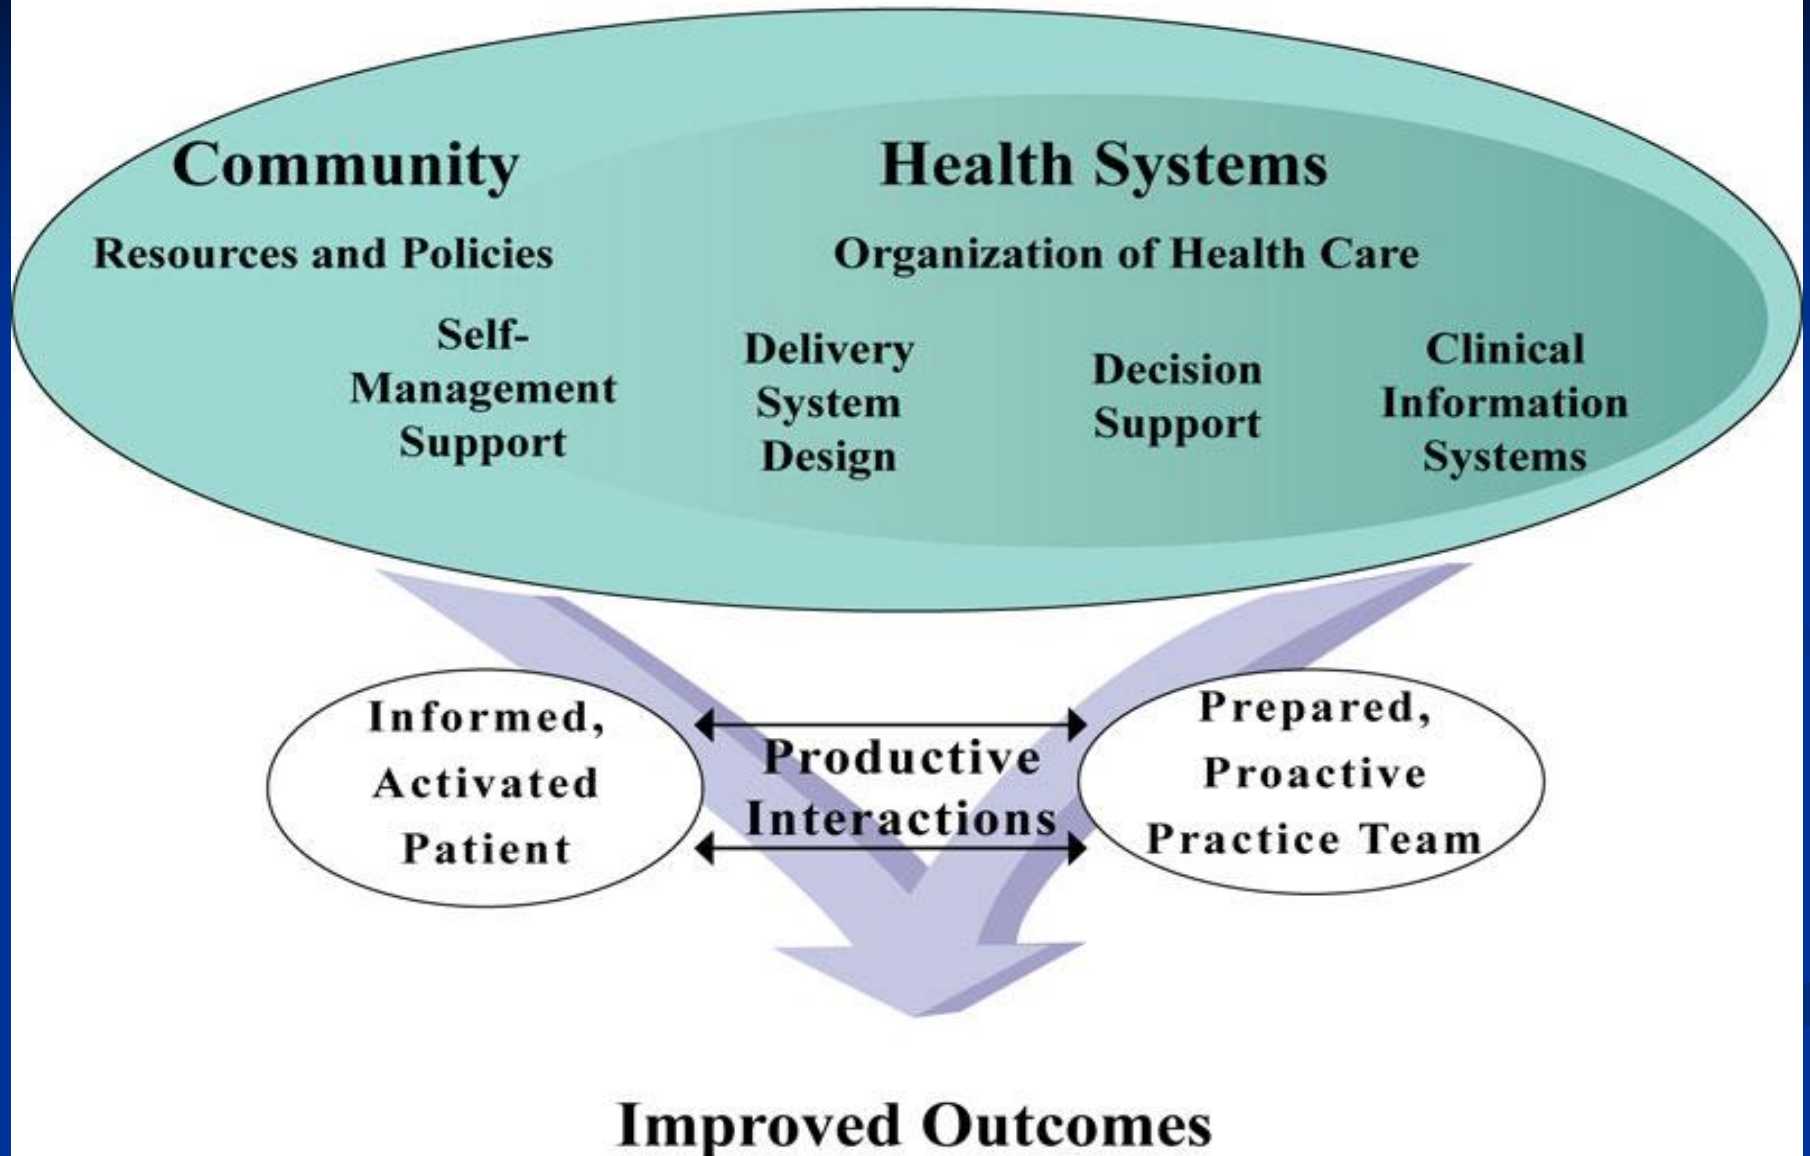 Community
Resources and Policies
Health Systems
Organization of Health Care
Self-
Management
Support
Delivery
System
Design
Decision
Support
Clinical
Information
Systems
Informed,
Activated
Patient
Productive
Interactions
Prepared,
Proactive
Practice Team
Improved Outcomes